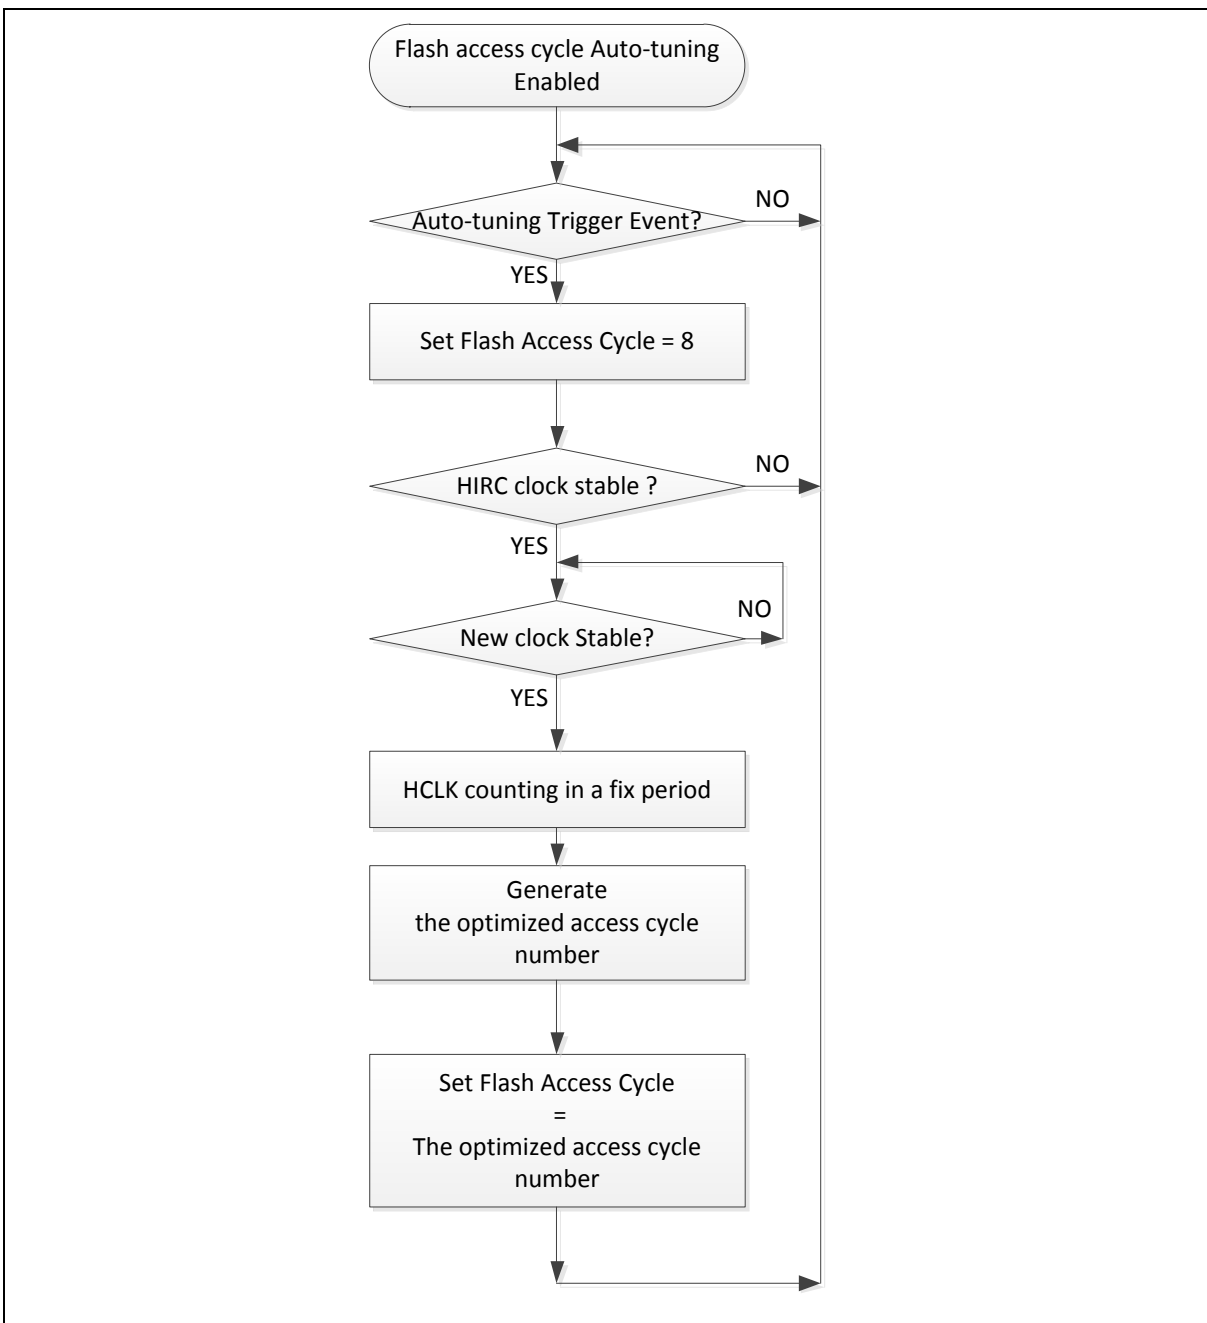 Flash access cycle Auto-tuning
Enabled
Auto-tuning Trigger Event?
NO
YES
Set Flash Access Cycle = 8
HIRC clock stable ?
NO
YES
New clock Stable?
NO
YES
HCLK counting in a fix period
Generate
the optimized access cycle
number
Set Flash Access Cycle
=
The optimized access cycle
number